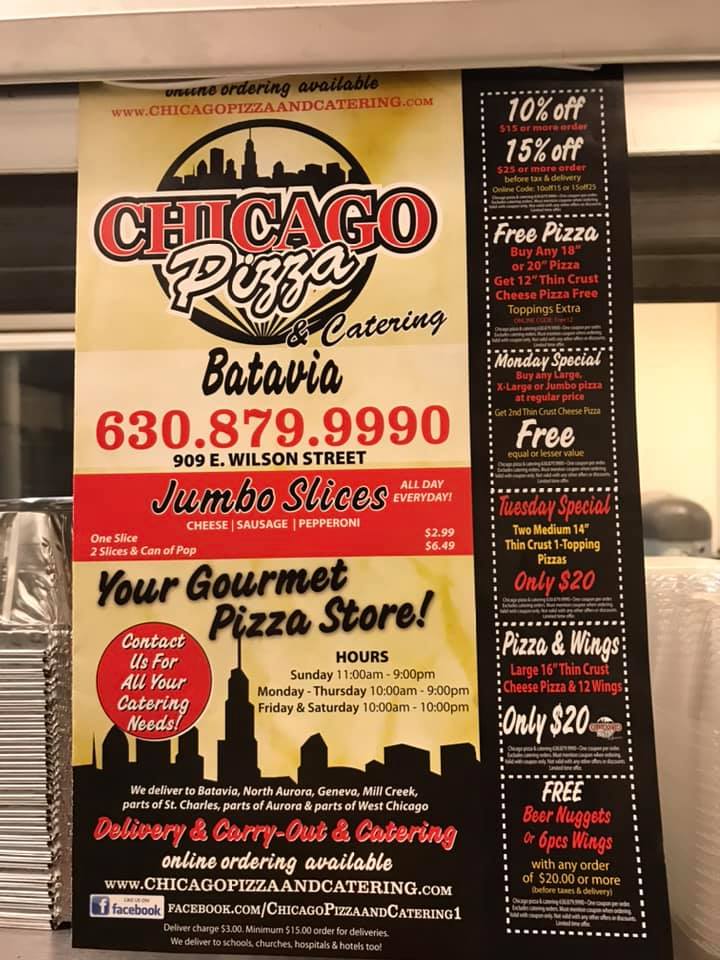 online ordering available
www.CHICAGOPIZZAANDCATERING.COM
CHICAGO
Pizza
& Catering
Batavia
630.879.9990
909 E. WILSON STREET
Jumbo Slices ALL DAY EVERYDAY!
CHEESE | SAUSAGE | PEPPERONI
One Slice $2.99
2 Slices & Can of Pop $6.49
Your Gourmet
Pizza Store!
Contact
Us For
All Your
Catering
Needs!
HOURS
Sunday 11:00am - 9:00pm
Monday - Thursday 10:00am - 9:00pm
Friday & Saturday 10:00am - 10:00pm
We deliver to Batavia, North Aurora, Geneva, Mill Creek,
parts of St. Charles, parts of Aurora & parts of West Chicago
Delivery & Carry-Out & Catering
online ordering available
www.CHICAGOPIZZAANDCATERING.COM
LIKE US ON
facebook FACEBOOK.COM/CHICAGOPIZZAANDCATERING1
Deliver charge $3.00. Minimum $15.00 order for deliveries.
We deliver to schools, churches, hospitals & hotels too!
10% off
$15 or more order
15% off
$25 or more order
before tax & delivery
Online Code: 10off15 or 15off25
Free Pizza
Buy Any 18"
or 20" Pizza
Get 12" Thin Crust
Cheese Pizza Free
Toppings Extra
Monday Special
Buy any Large,
X-Large or Jumbo pizza
at regular price
Get 2nd Thin Crust Cheese Pizza
Free
equal or lesser value
Tuesday Special
Two Medium 14"
Thin Crust 1-Topping
Pizzas
Only $20
Pizza & Wings
Large 16" Thin Crust
Cheese Pizza & 12 Wings
Only $20
FREE
Beer Nuggets
Or 6pcs Wings
with any order
of $20.00 or more
(before taxes & delivery)